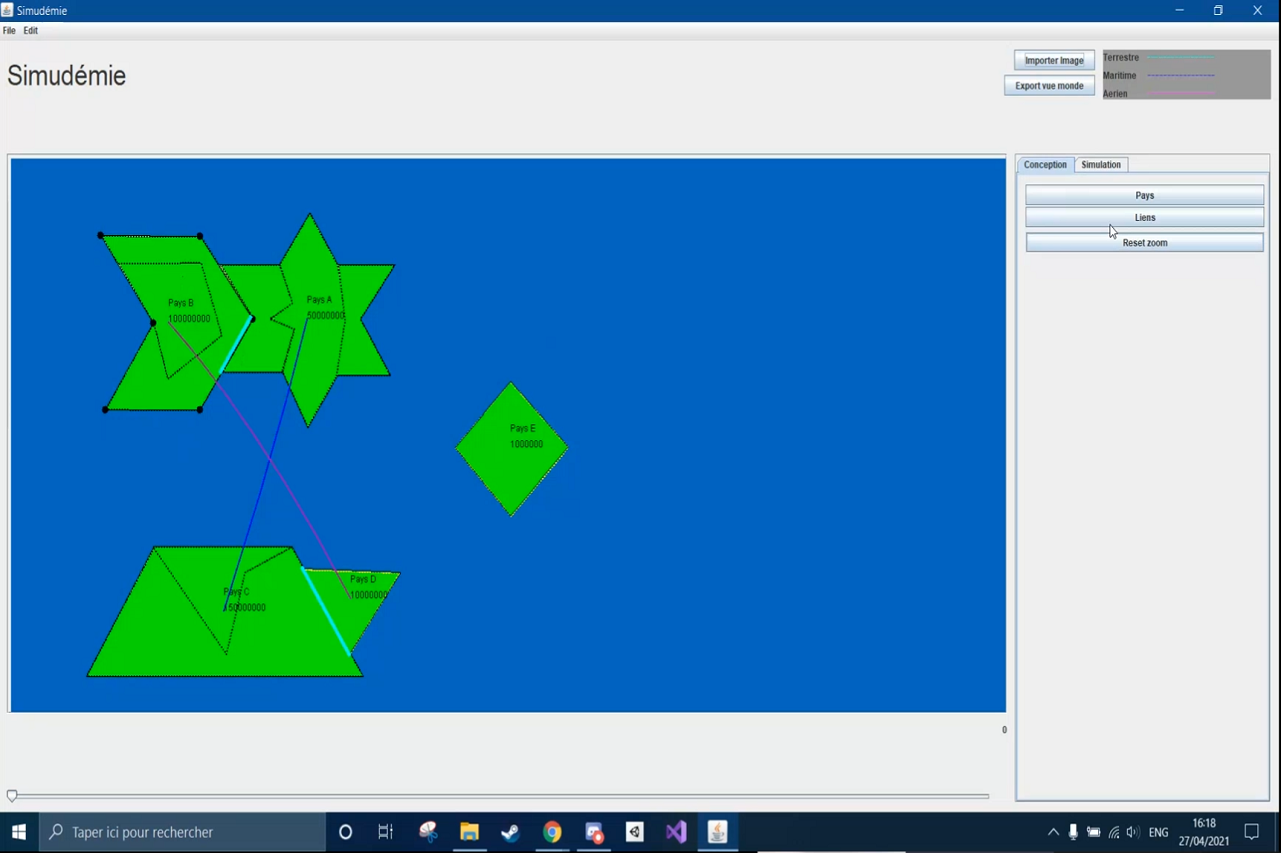 Simudémie
File Edit
Simudémie
Importer Image
Export vue monde
Terrestre
Maritime
Aerien
Conception Simulation
Pays
Liens
Reset zoom
Pays B
100000000
Pays A
50000000
Pays E
1000000
Pays C
150000000
Pays D
10000000
0
Taper ici pour rechercher
ENG
16:18
27/04/2021